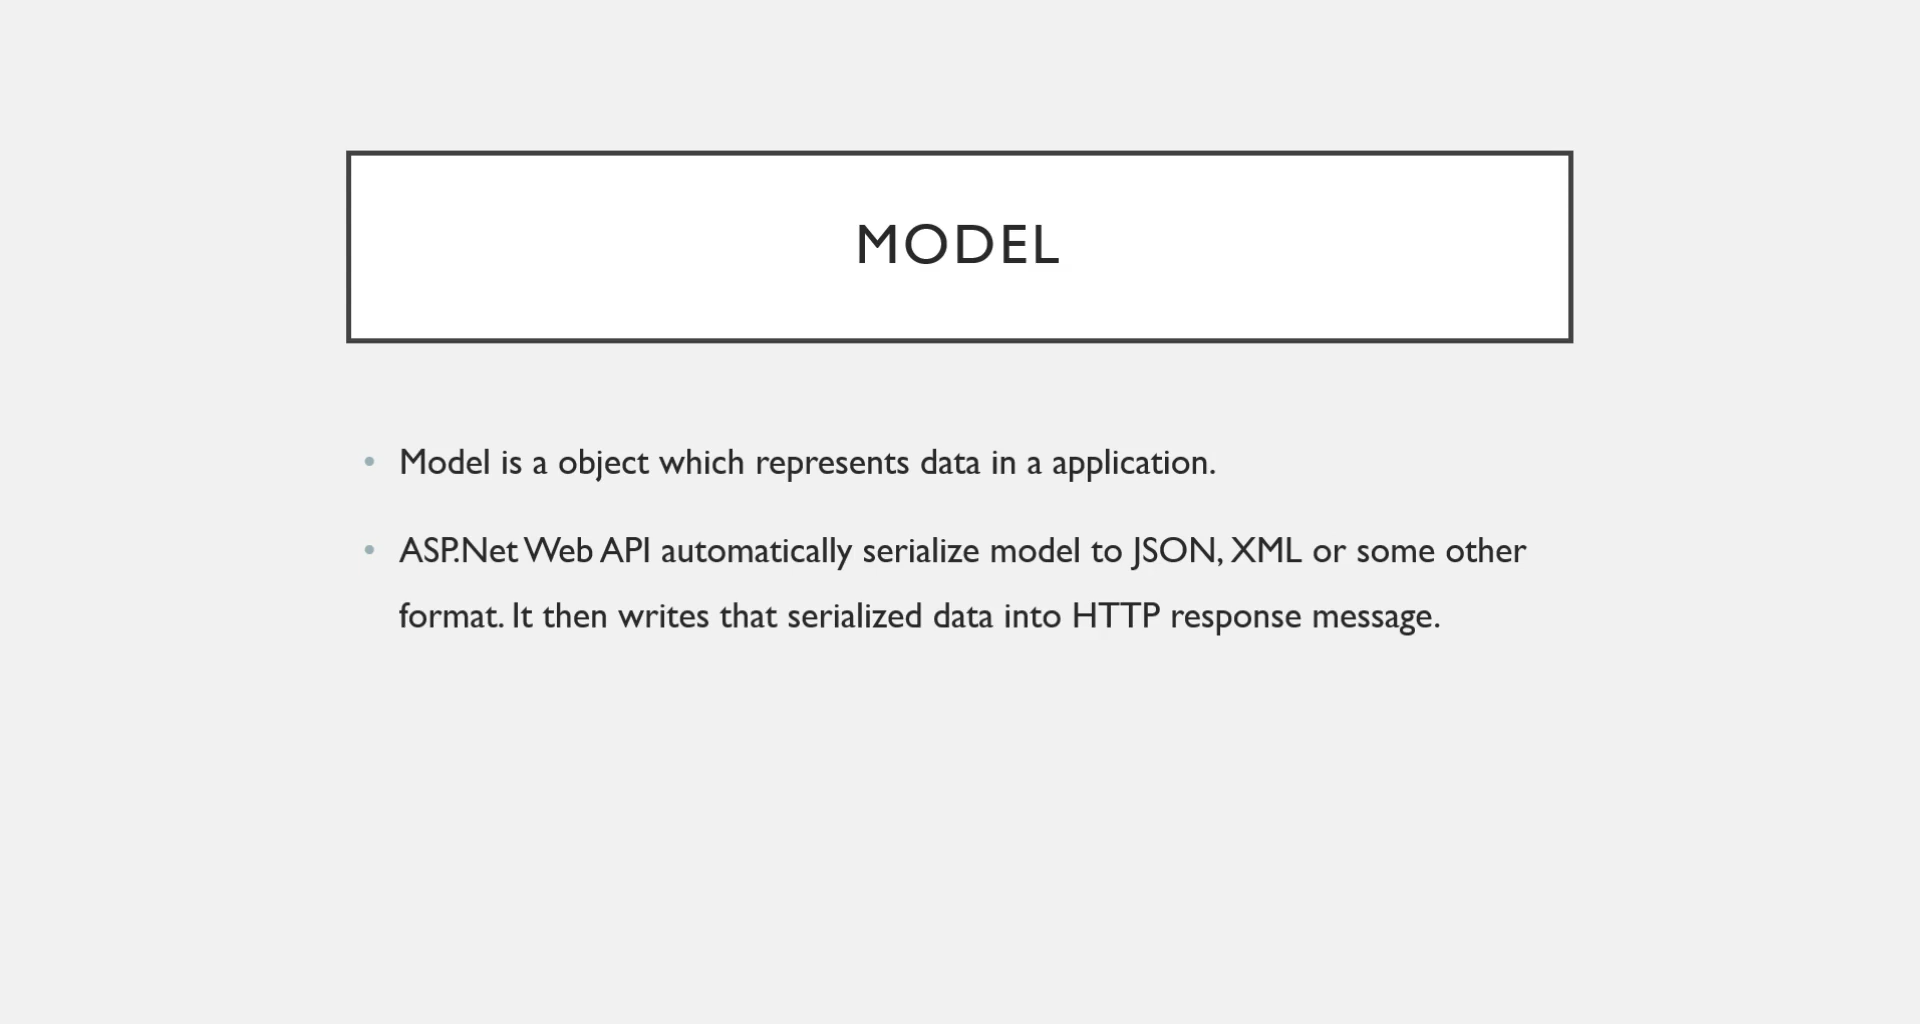 MODEL
• Model is a object which represents data in a application.
• ASP.Net Web API automatically serialize model to JSON, XML or some other
format. It then writes that serialized data into HTTP response message.